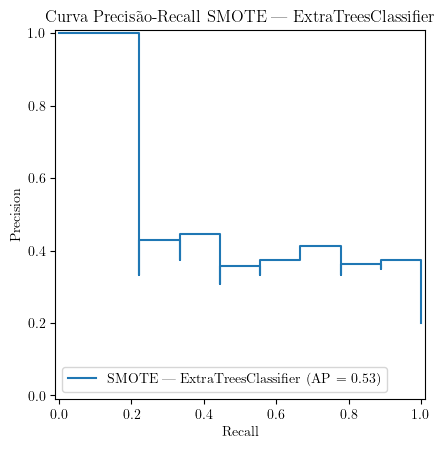 Curva Precisão-Recall SMOTE — ExtraTreesClassifier
1.0
0.8
0.6
0.4
0.2
0.0
Precision
SMOTE — ExtraTreesClassifier (AP = 0.53)
0.0 0.2 0.4 0.6 0.8 1.0
Recall